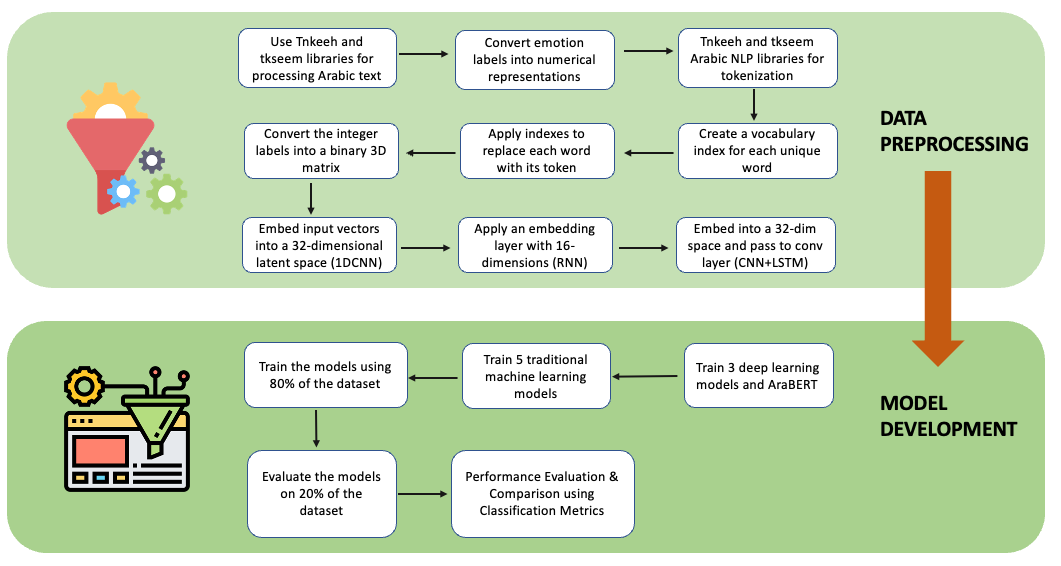 Use Tnkeeh and
tkseem libraries for
processing Arabic text
Convert emotion
labels into numerical
representations
Tnkeeh and tkseem
Arabic NLP libraries for
tokenization
Create a vocabulary
index for each unique
word
Apply indexes to
replace each word
with its token
Convert the integer
labels into a binary 3D
matrix
Embed input vectors
into a 32-dimensional
latent space (1DCNN)
Apply an embedding
layer with 16-
dimensions (RNN)
Embed into a 32-dim
space and pass to conv
layer (CNN+LSTM)
DATA
PREPROCESSING
Train 3 deep learning
models and AraBERT
Train 5 traditional
machine learning
models
Train the models using
80% of the dataset
Evaluate the models
on 20% of the
dataset
Performance Evaluation &
Comparison using
Classification Metrics
MODEL
DEVELOPMENT